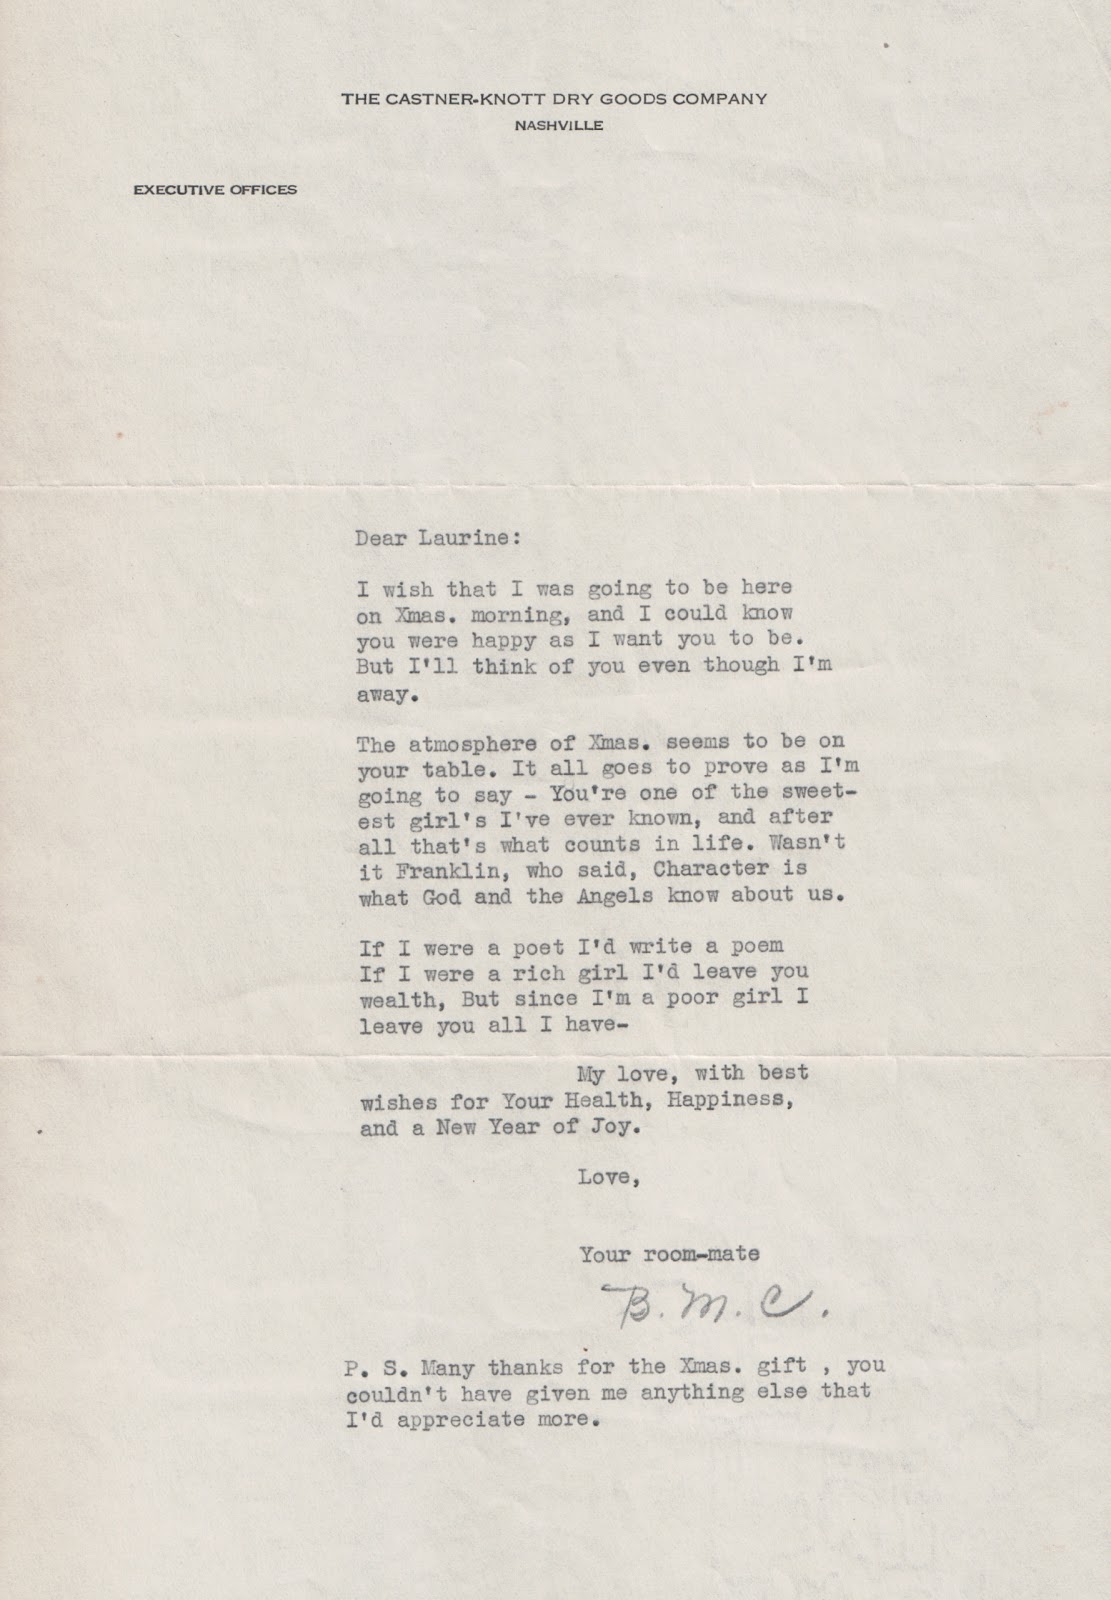 THE CASTNER-KNOTT DRY GOODS COMPANY
NASHVILLE
EXECUTIVE OFFICES
Dear Laurine:
I wish that I was going to be here
on Xmas. morning, and I could know
you were happy as I want you to be.
But I'll think of you even though I'm
away.
The atmosphere of Xmas. seems to be on
your table. It all goes to prove as I'm
going to say - You're one of the sweet-
est girl's I've ever known, and after
all that's what counts in life. Wasn't
it Franklin, who said, Character is
what God and the Angels know about us.
If I were a poet I'd write a poem
If I were a rich girl I'd leave you
wealth, But since I'm a poor girl I
leave you all I have-
My love, with best
wishes for Your Health, Happiness,
and a New Year of Joy.
Love,
Your room-mate
B. M. C.
P. S. Many thanks for the Xmas. gift , you
couldn't have given me anything else that
I'd appreciate more.